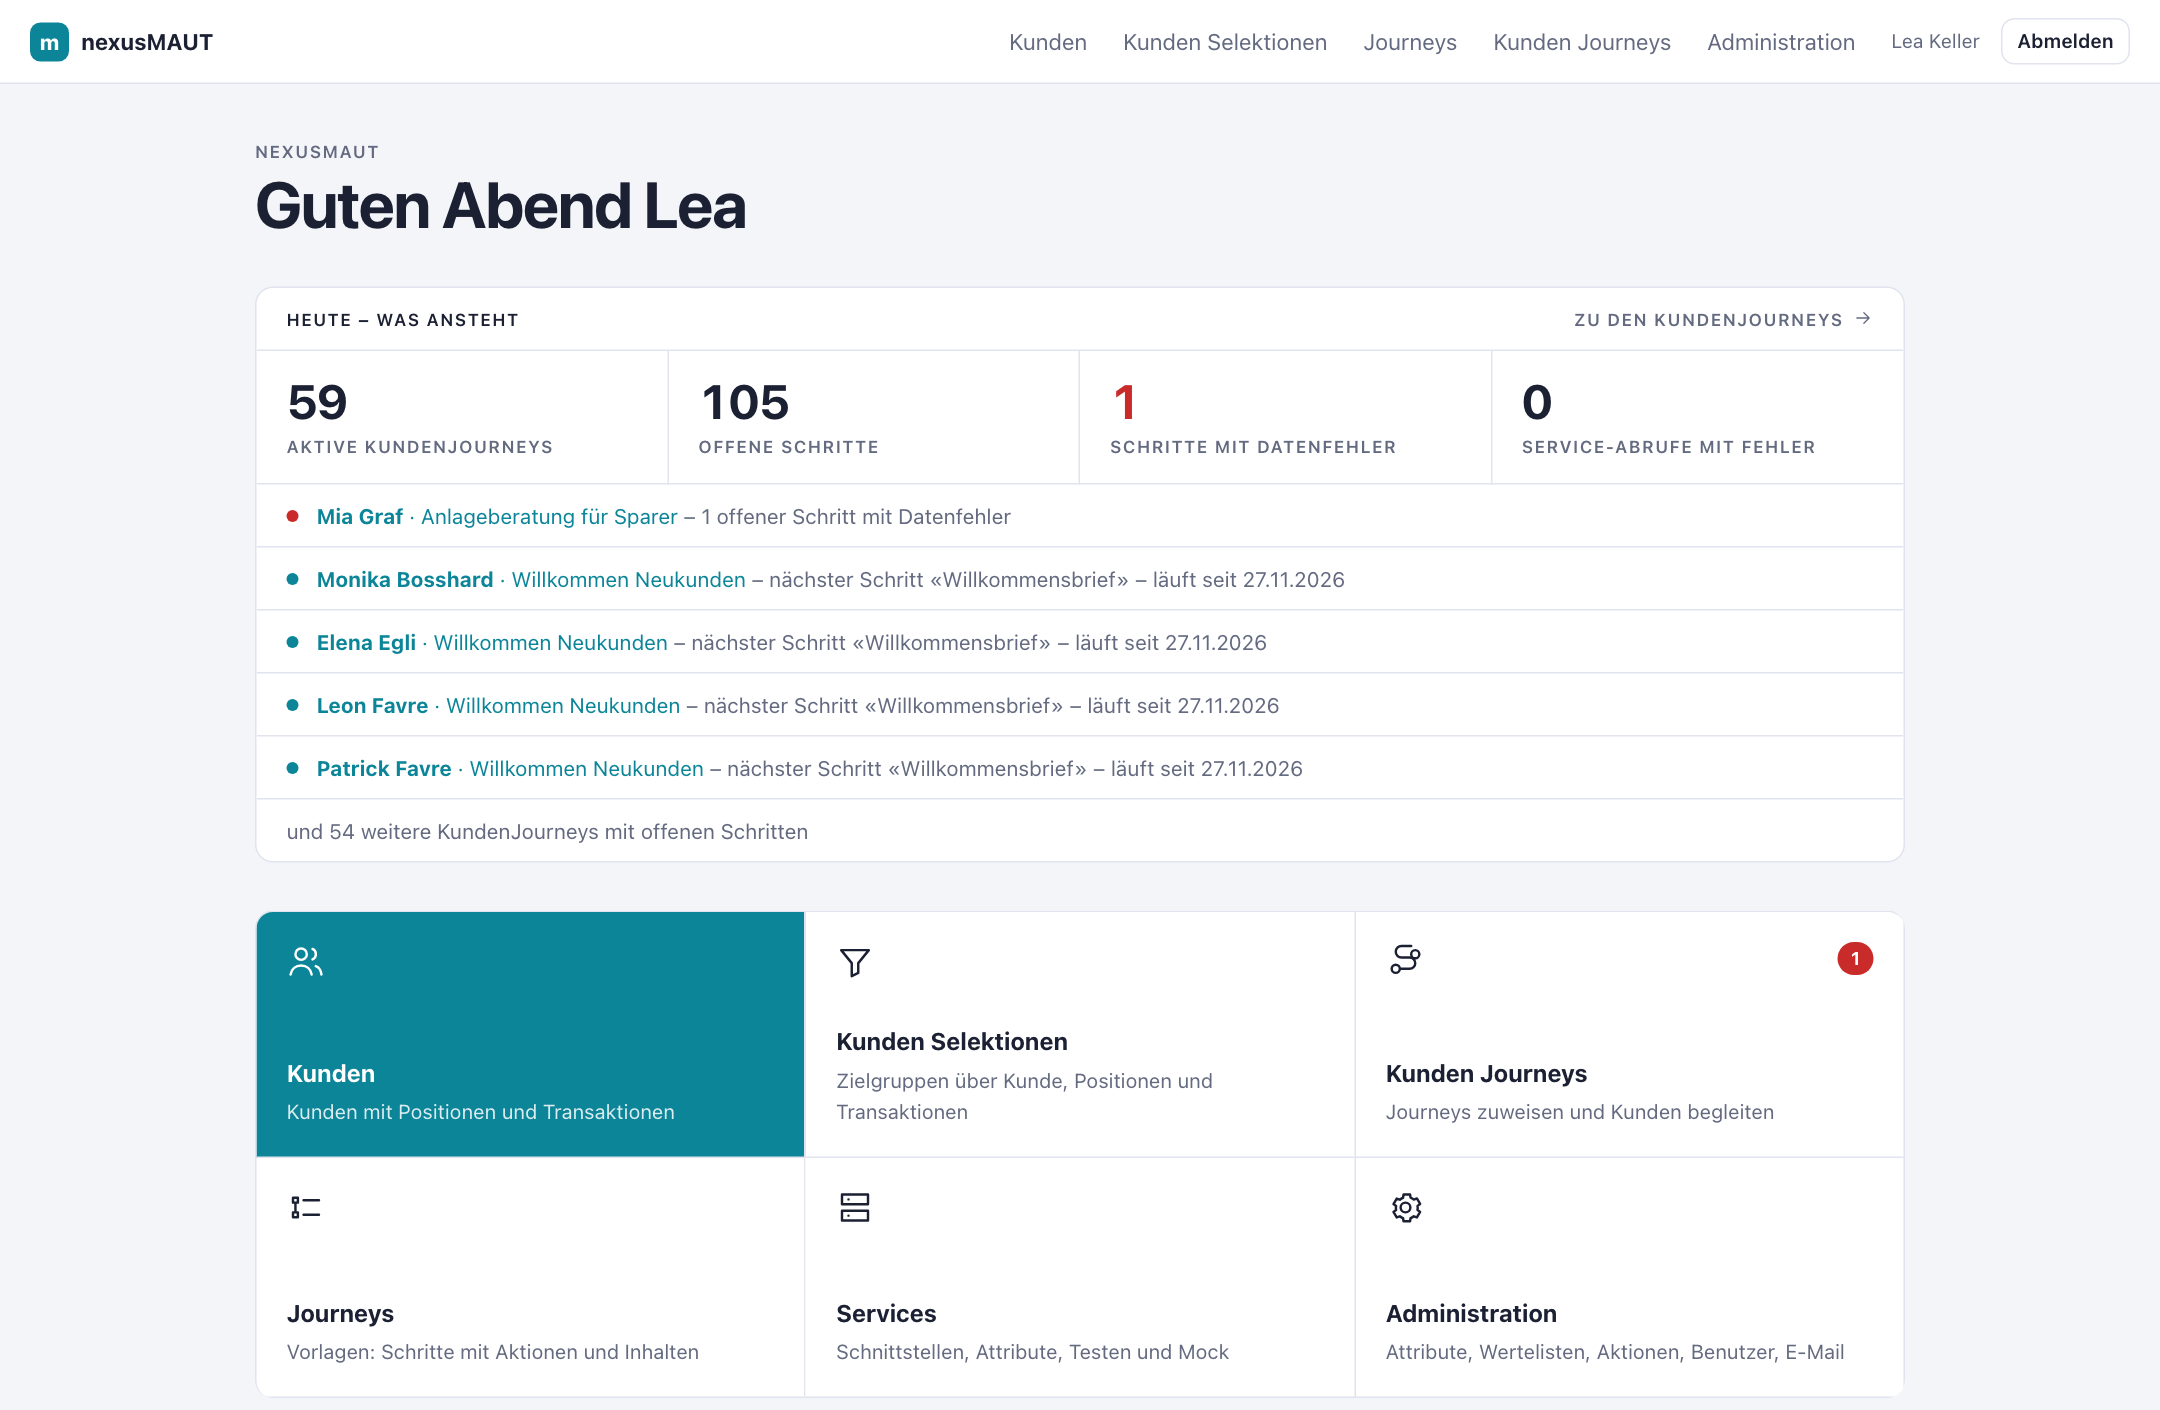 m nexusMAUT
Kunden Kunden Selektionen Journeys Kunden Journeys Administration Lea Keller Abmelden
NEXUSMAUT
Guten Abend Lea
HEUTE – WAS ANSTEHT
ZU DEN KUNDENJOURNEYS →
59
AKTIVE KUNDENJOURNEYS
105
OFFENE SCHRITTE
1
SCHRITTE MIT DATENFEHLER
0
SERVICE-ABRUFE MIT FEHLER
Mia Graf · Anlageberatung für Sparer – 1 offener Schritt mit Datenfehler
Monika Bosshard · Willkommen Neukunden – nächster Schritt «Willkommensbrief» – läuft seit 27.11.2026
Elena Egli · Willkommen Neukunden – nächster Schritt «Willkommensbrief» – läuft seit 27.11.2026
Leon Favre · Willkommen Neukunden – nächster Schritt «Willkommensbrief» – läuft seit 27.11.2026
Patrick Favre · Willkommen Neukunden – nächster Schritt «Willkommensbrief» – läuft seit 27.11.2026
und 54 weitere KundenJourneys mit offenen Schritten
Kunden
Kunden mit Positionen und Transaktionen
Kunden Selektionen
Zielgruppen über Kunde, Positionen und
Transaktionen
1
Kunden Journeys
Journeys zuweisen und Kunden begleiten
Journeys
Vorlagen: Schritte mit Aktionen und Inhalten
Services
Schnittstellen, Attribute, Testen und Mock
Administration
Attribute, Wertelisten, Aktionen, Benutzer, E-Mail